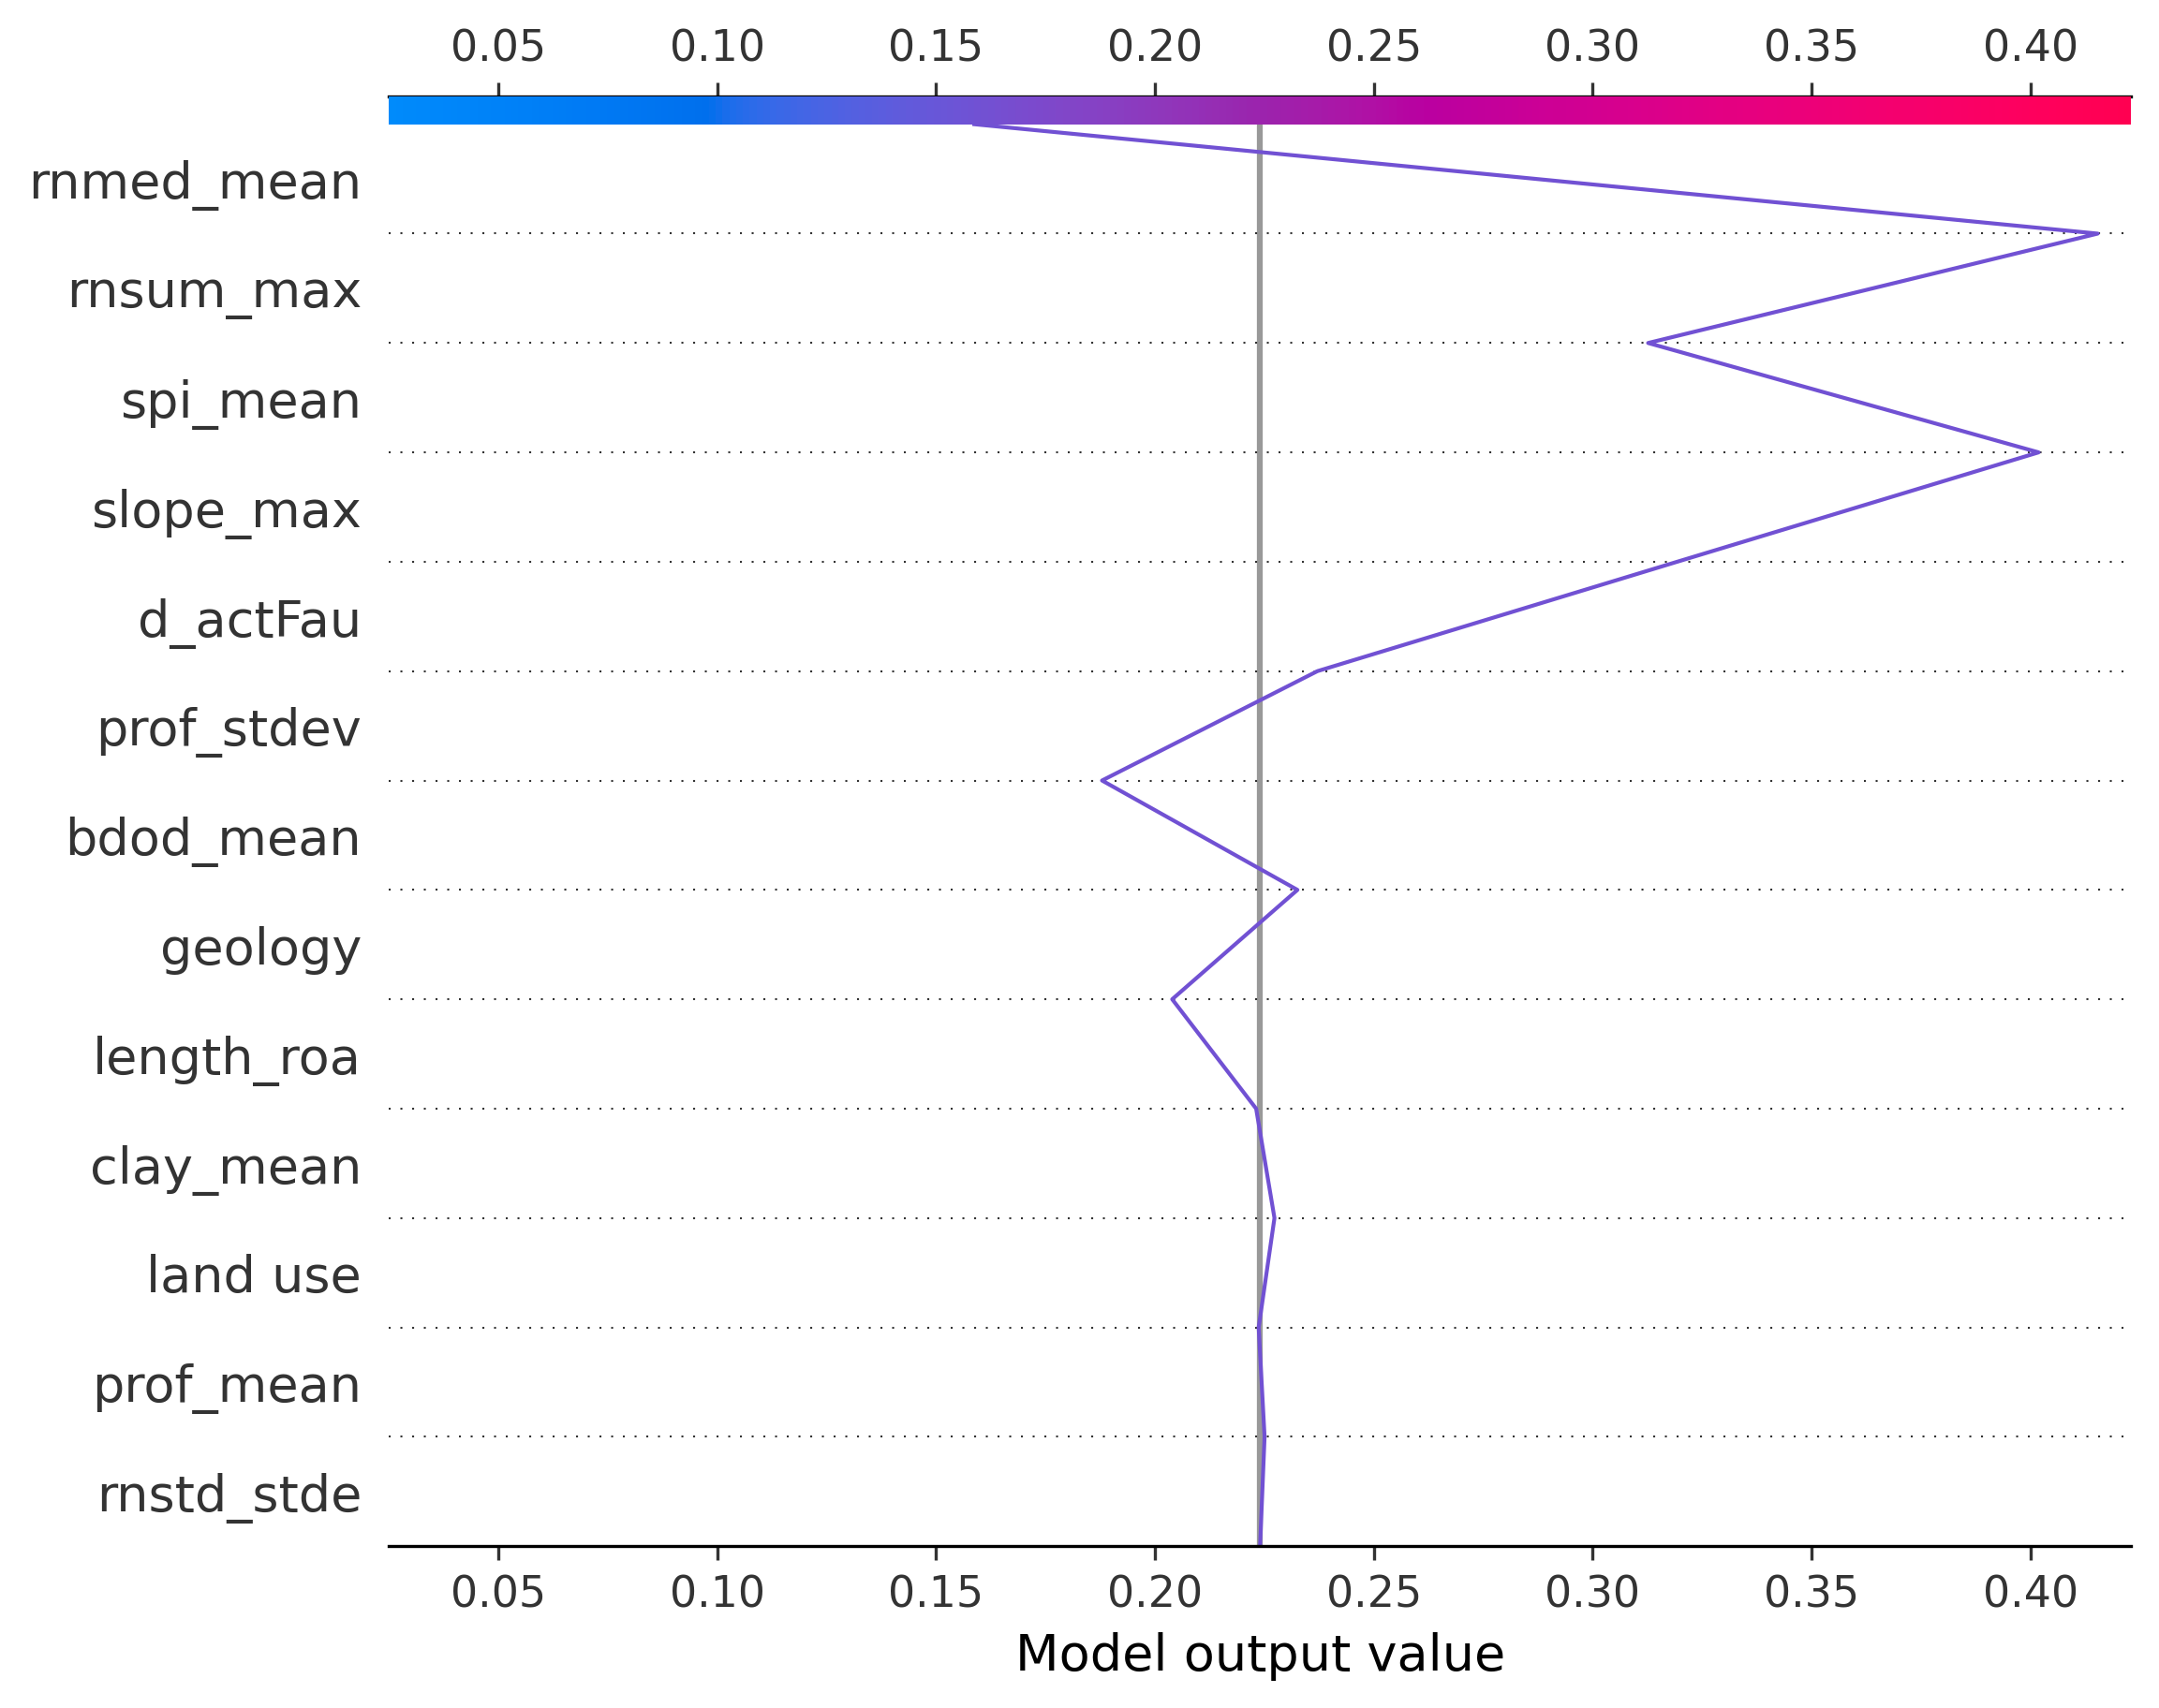 0.05 0.10 0.15 0.20 0.25 0.30 0.35 0.40
rnmed_mean
rnsum_max
spi_mean
slope_max
d_actFau
prof_stdev
bdod_mean
geology
length_roa
clay_mean
land use
prof_mean
rnstd_stde
0.05 0.10 0.15 0.20 0.25 0.30 0.35 0.40
Model output value